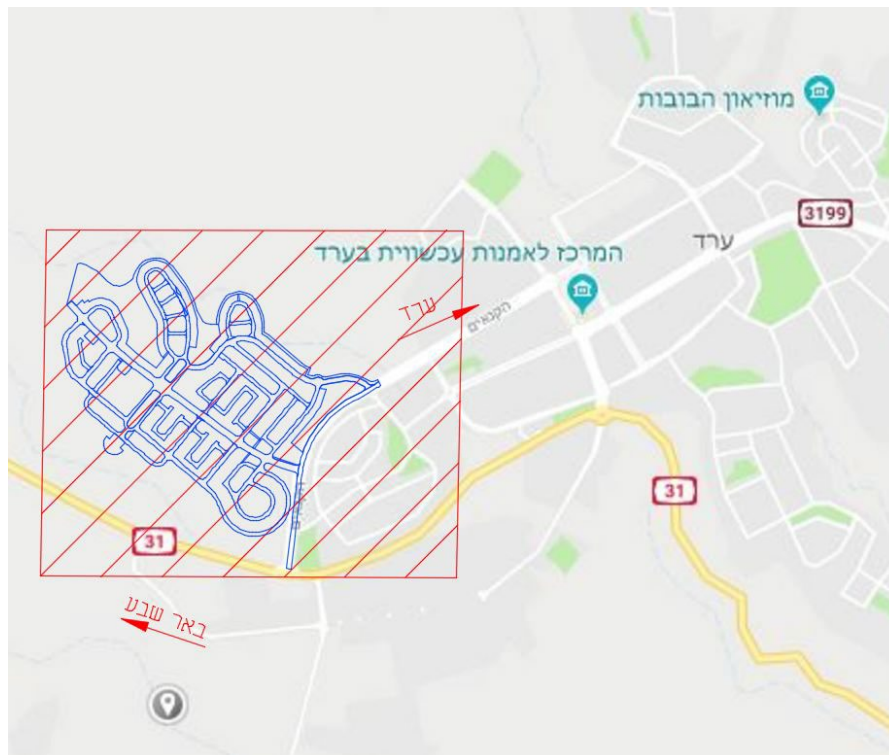 מוזיאון הבובות
3199
ערד
המרכז לאמנות עכשווית בערד
ערד
הקנאים
31
31
באר שבע